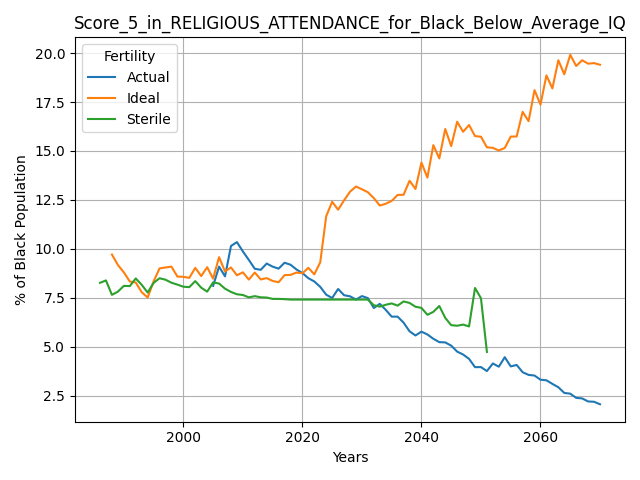 Score_5_in_RELIGIOUS_ATTENDANCE_for_Black_Below_Average_IQ
Fertility
Actual
Ideal
Sterile
% of Black Population
20.0
17.5
15.0
12.5
10.0
7.5
5.0
2.5
2000
2020
2040
2060
Years